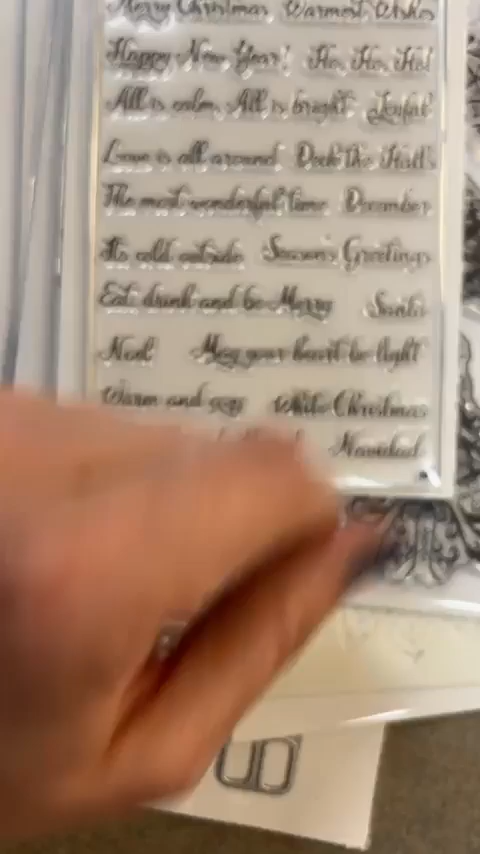 Merry Christmas Warmest Wishes
Happy New Year! Ho, Ho, Ho!
All is calm, All is bright Joyful
Love is all around Deck the Halls
The most wonderful time December
It's cold outside Season's Greetings
Eat drink and be Merry Santa
Noel May your heart be light
Warm and cozy White Christmas
Navidad